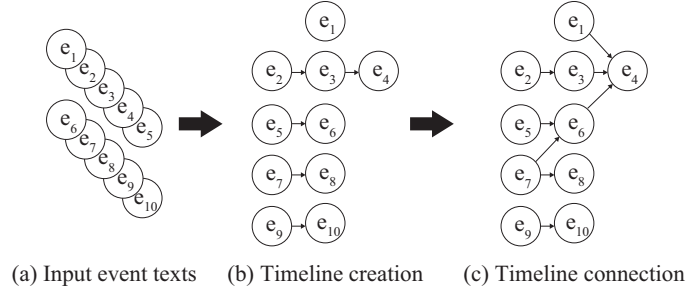 e1
e2
e3
e4
e5
e6
e7
e8
e9
e10
e1
e2 e3 e4
e5 e6
e7 e8
e9 e10
e1
e2 e3 e4
e5 e6
e7 e8
e9 e10
(a) Input event texts (b) Timeline creation (c) Timeline connection